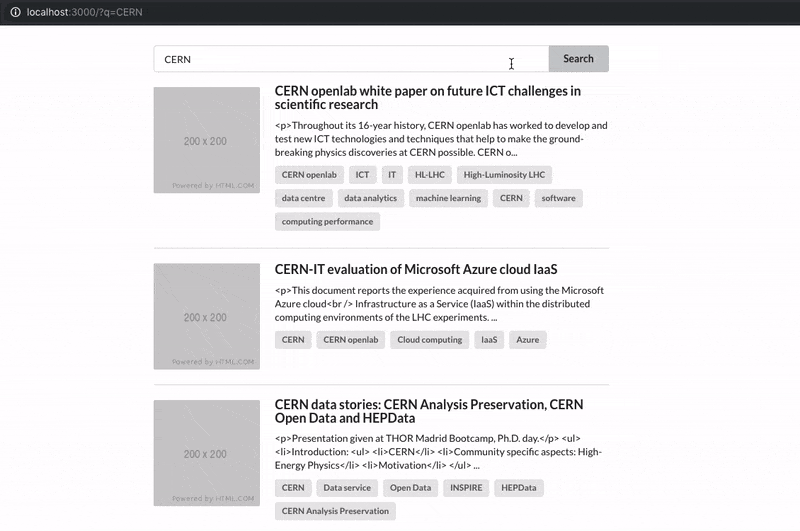 localhost:3000/?q=CERN
CERN
Search
200 x 200
Powered by HTML.COM
CERN openlab white paper on future ICT challenges in
scientific research
<p>Throughout its 16-year history, CERN openlab has worked to develop and
test new ICT technologies and techniques that help to make the ground-
breaking physics discoveries at CERN possible. CERN o...
CERN openlab ICT IT HL-LHC High-Luminosity LHC
data centre data analytics machine learning CERN software
computing performance
200 x 200
Powered by HTML.COM
CERN-IT evaluation of Microsoft Azure cloud IaaS
<p>This document reports the experience acquired from using the Microsoft
Azure cloud<br /> Infrastructure as a Service (IaaS) within the distributed
computing environments of the LHC experiments. ...
CERN CERN openlab Cloud computing IaaS Azure
200 x 200
Powered by HTML.COM
CERN data stories: CERN Analysis Preservation, CERN
Open Data and HEPData
<p>Presentation given at THOR Madrid Bootcamp, Ph.D. day.</p> <ul>
<li>Introduction: <ul> <li>CERN</li> <li>Community specific aspects: High-
Energy Physics</li> <li>Motivation</li> </ul> ...
CERN Data service Open Data INSPIRE HEPData
CERN Analysis Preservation